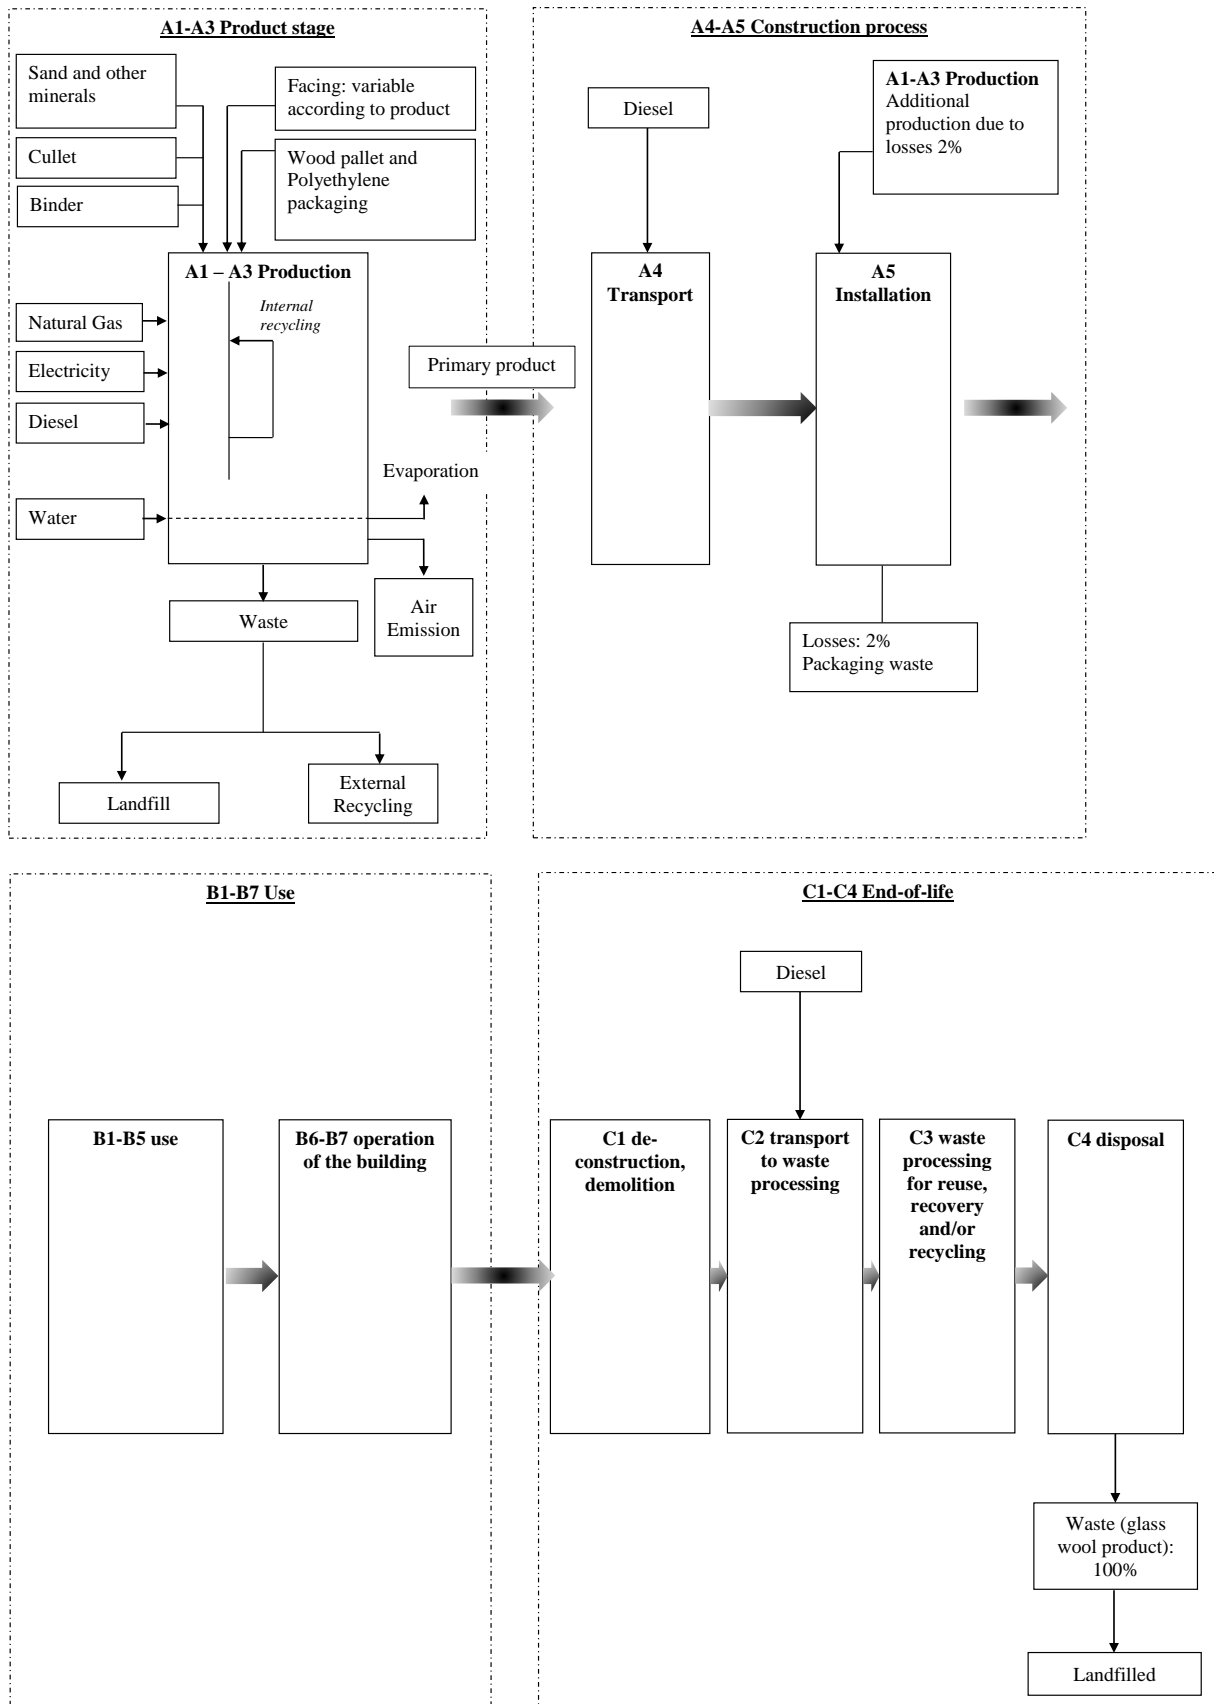 A1-A3 Product stage
Sand and other
minerals
Cullet
Binder
Facing: variable
according to product
Wood pallet and
Polyethylene
packaging
A1 – A3 Production
Internal
recycling
Natural Gas
Electricity
Diesel
Water
Evaporation
Air
Emission
Waste
Landfill
External
Recycling
Primary product
A4-A5 Construction process
Diesel
A1-A3 Production
Additional
production due to
losses 2%
A4
Transport
A5
Installation
Losses: 2%
Packaging waste
B1-B7 Use
B1-B5 use
B6-B7 operation
of the building
C1-C4 End-of-life
Diesel
C1 de-
construction,
demolition
C2 transport
to waste
processing
C3 waste
processing
for reuse,
recovery
and/or
recycling
C4 disposal
Waste (glass
wool product):
100%
Landfilled